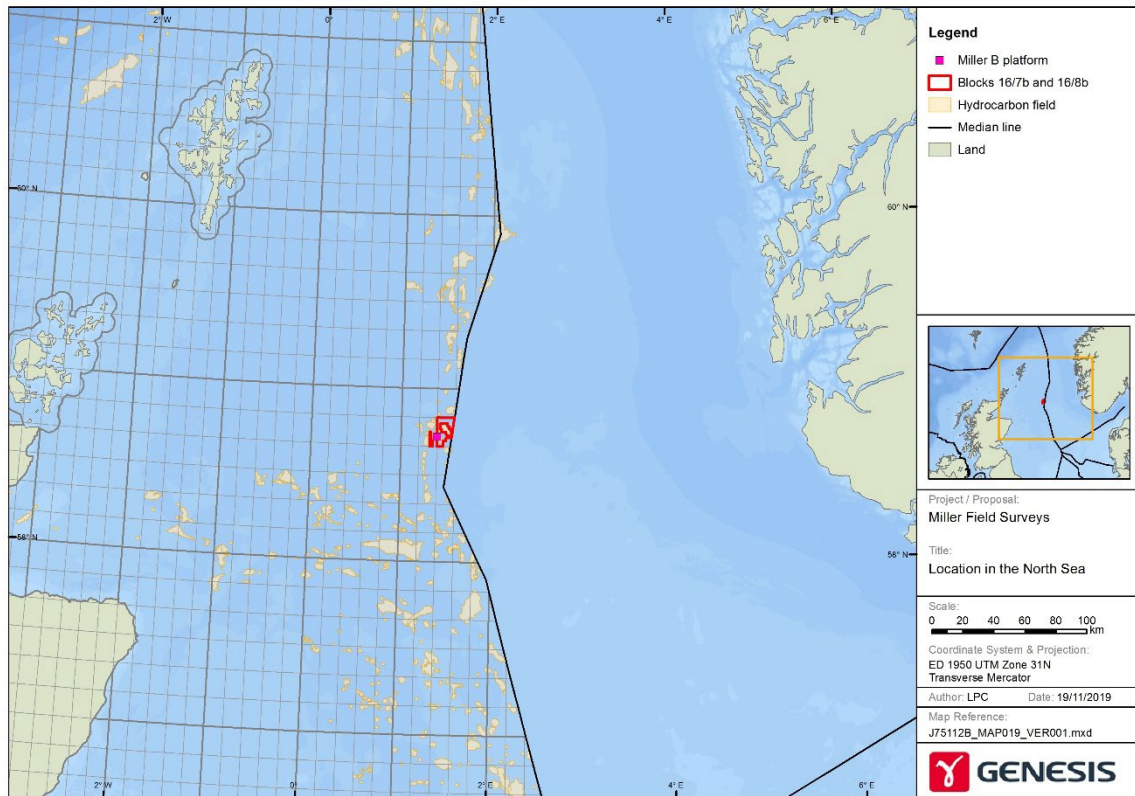 2° W
0°
2° E
4° E
6° E
60° N
60° N
58° N
58° N
2° W
0°
2° E
4° E
6° E
Legend
Miller B platform
Blocks 16/7b and 16/8b
Hydrocarbon field
Median line
Land
Project / Proposal:
Miller Field Surveys
Title:
Location in the North Sea
Scale:
0 20 40 60 80 100
km
Coordinate System & Projection:
ED 1950 UTM Zone 31N
Transverse Mercator
Author: LPC Date: 19/11/2019
Map Reference:
J75112B_MAP019_VER001.mxd
GENESIS